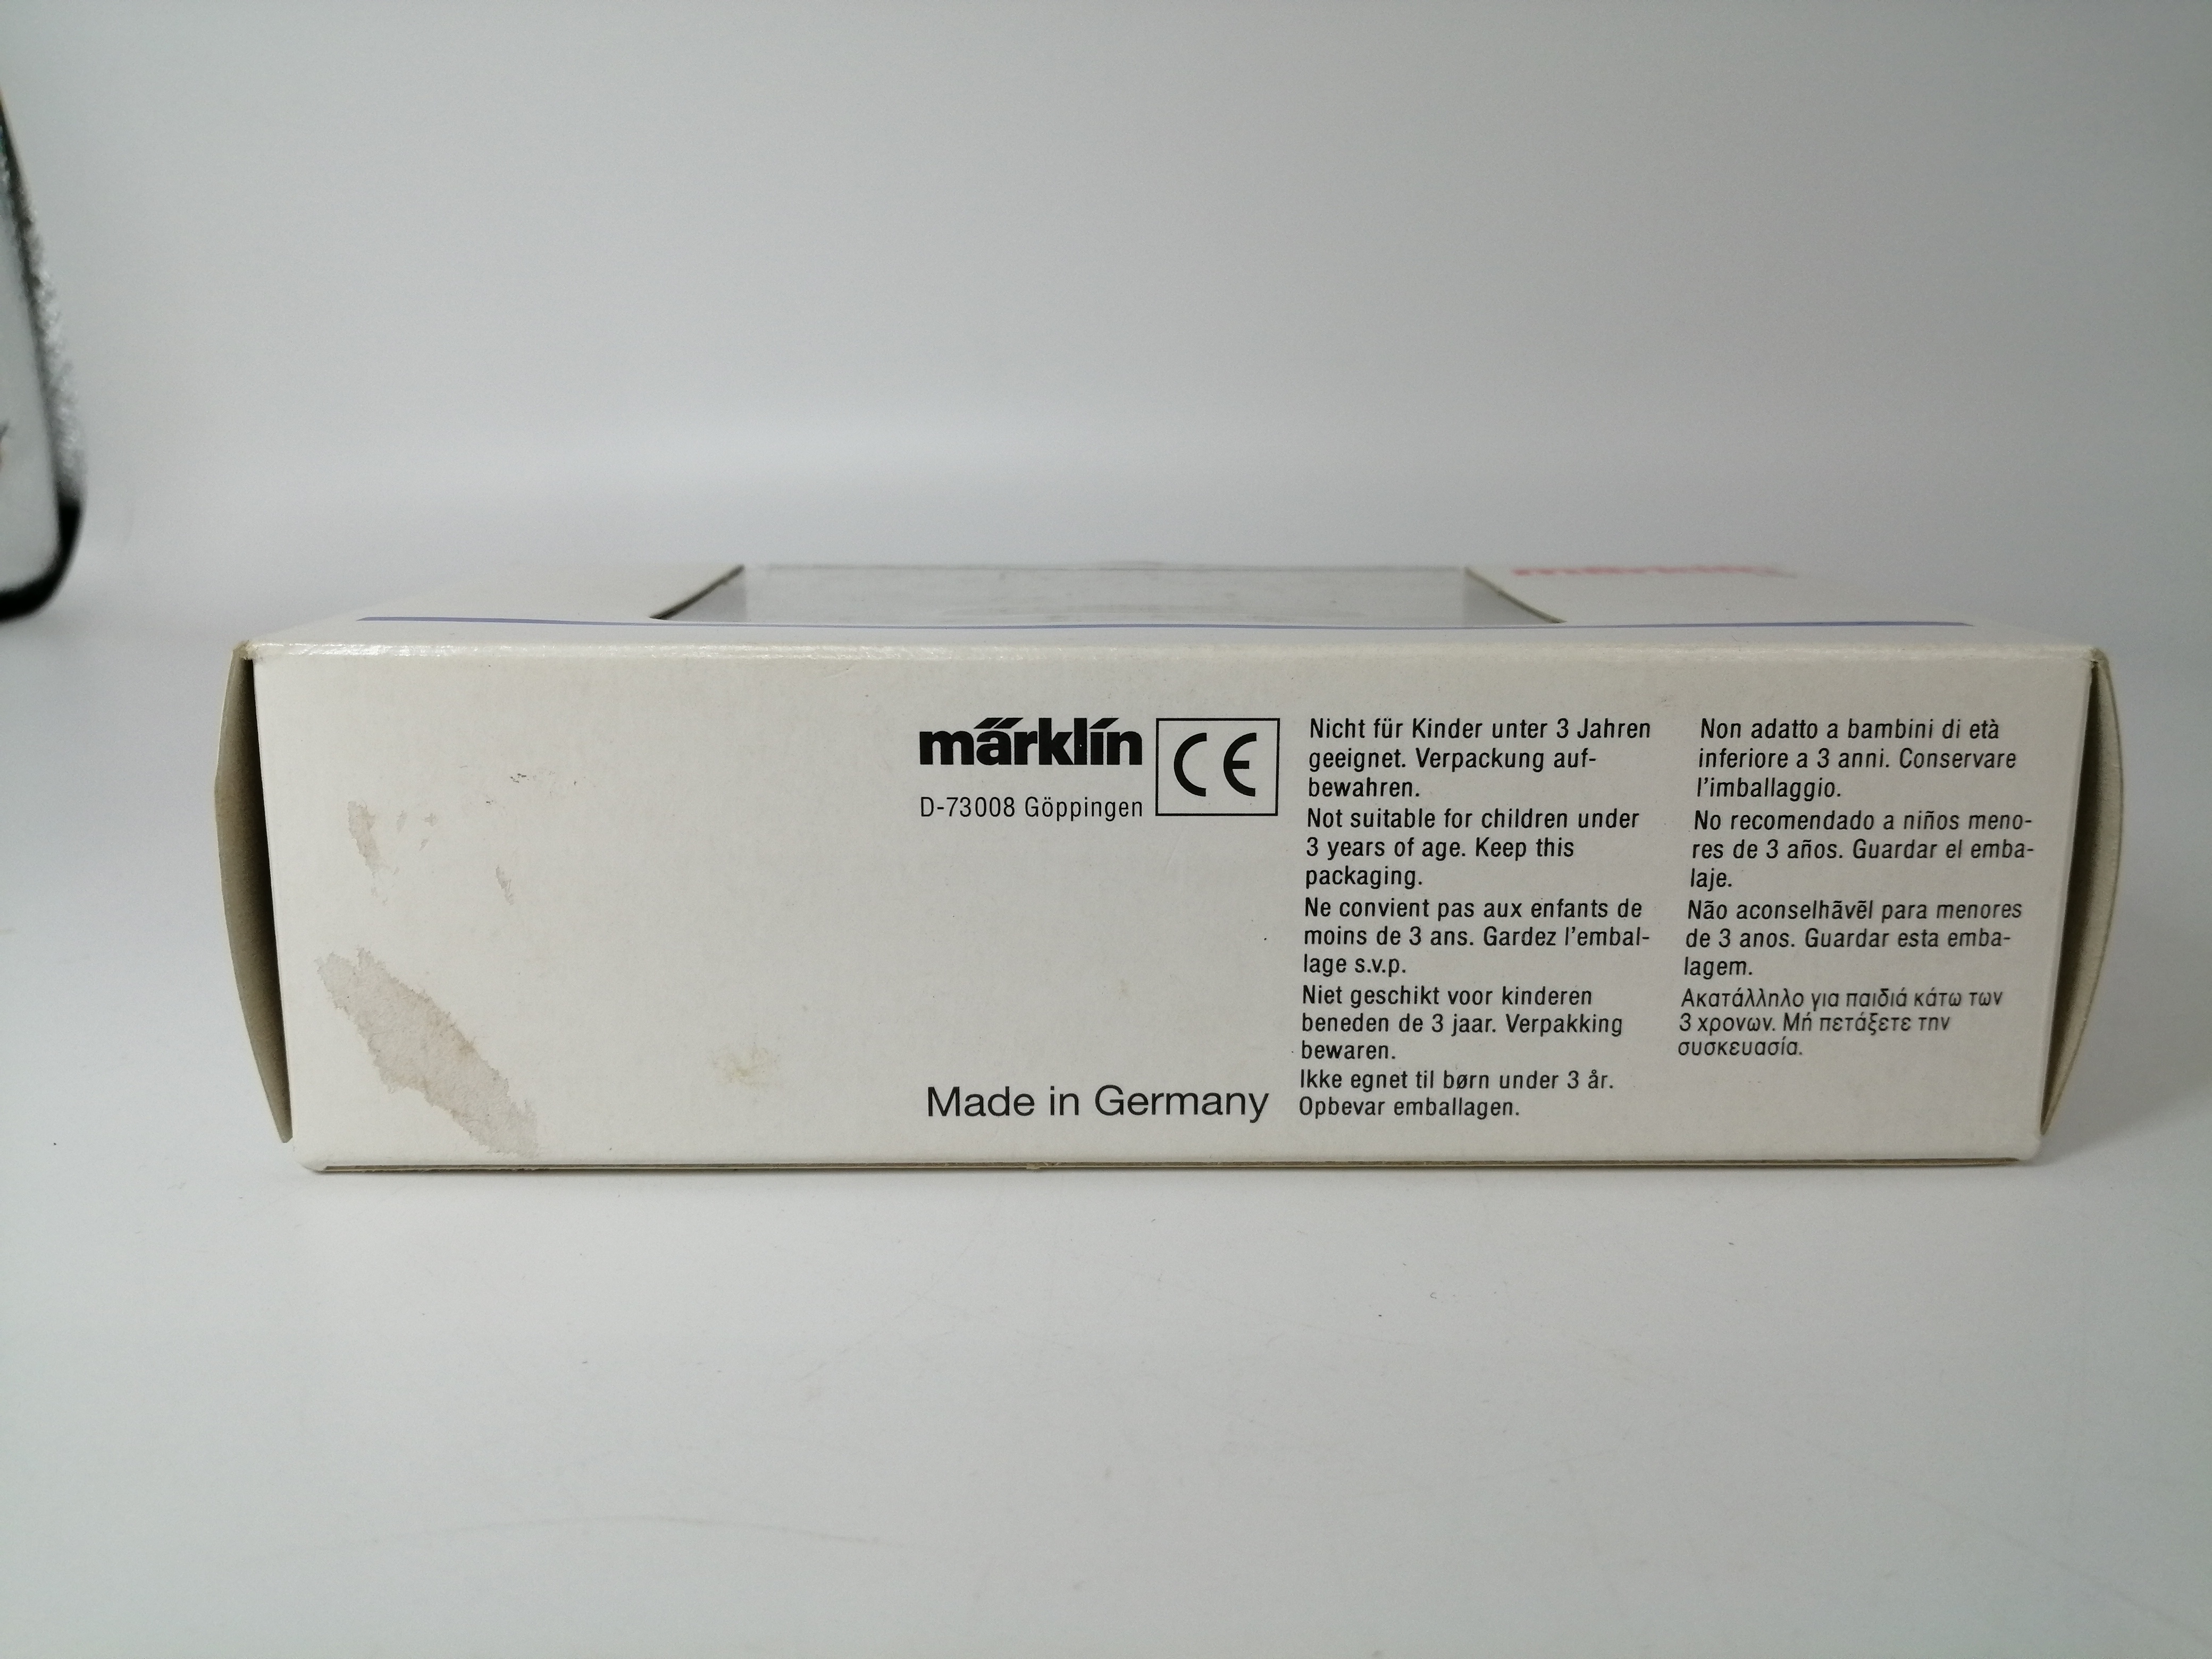 märklin
CE
D-73008 Göppingen
Made in Germany
Nicht für Kinder unter 3 Jahren
geeignet. Verpackung auf-
bewahren.
Not suitable for children under
3 years of age. Keep this
packaging.
Ne convient pas aux enfants de
moins de 3 ans. Gardez l'embal-
lage s.v.p.
Niet geschikt voor kinderen
beneden de 3 jaar. Verpakking
bewaren.
Ikke egnet til børn under 3 år.
Opbevar emballagen.
Non adatto a bambini di età
inferiore a 3 anni. Conservare
l'imballaggio.
No recomendado a niños meno-
res de 3 años. Guardar el emba-
laje.
Não aconselhãvēl para menores
de 3 anos. Guardar esta emba-
lagem.
Ακατάλληλο για παιδιά κάτω των
3 χρονων. Μή πετάξετε την
συσκευασία.